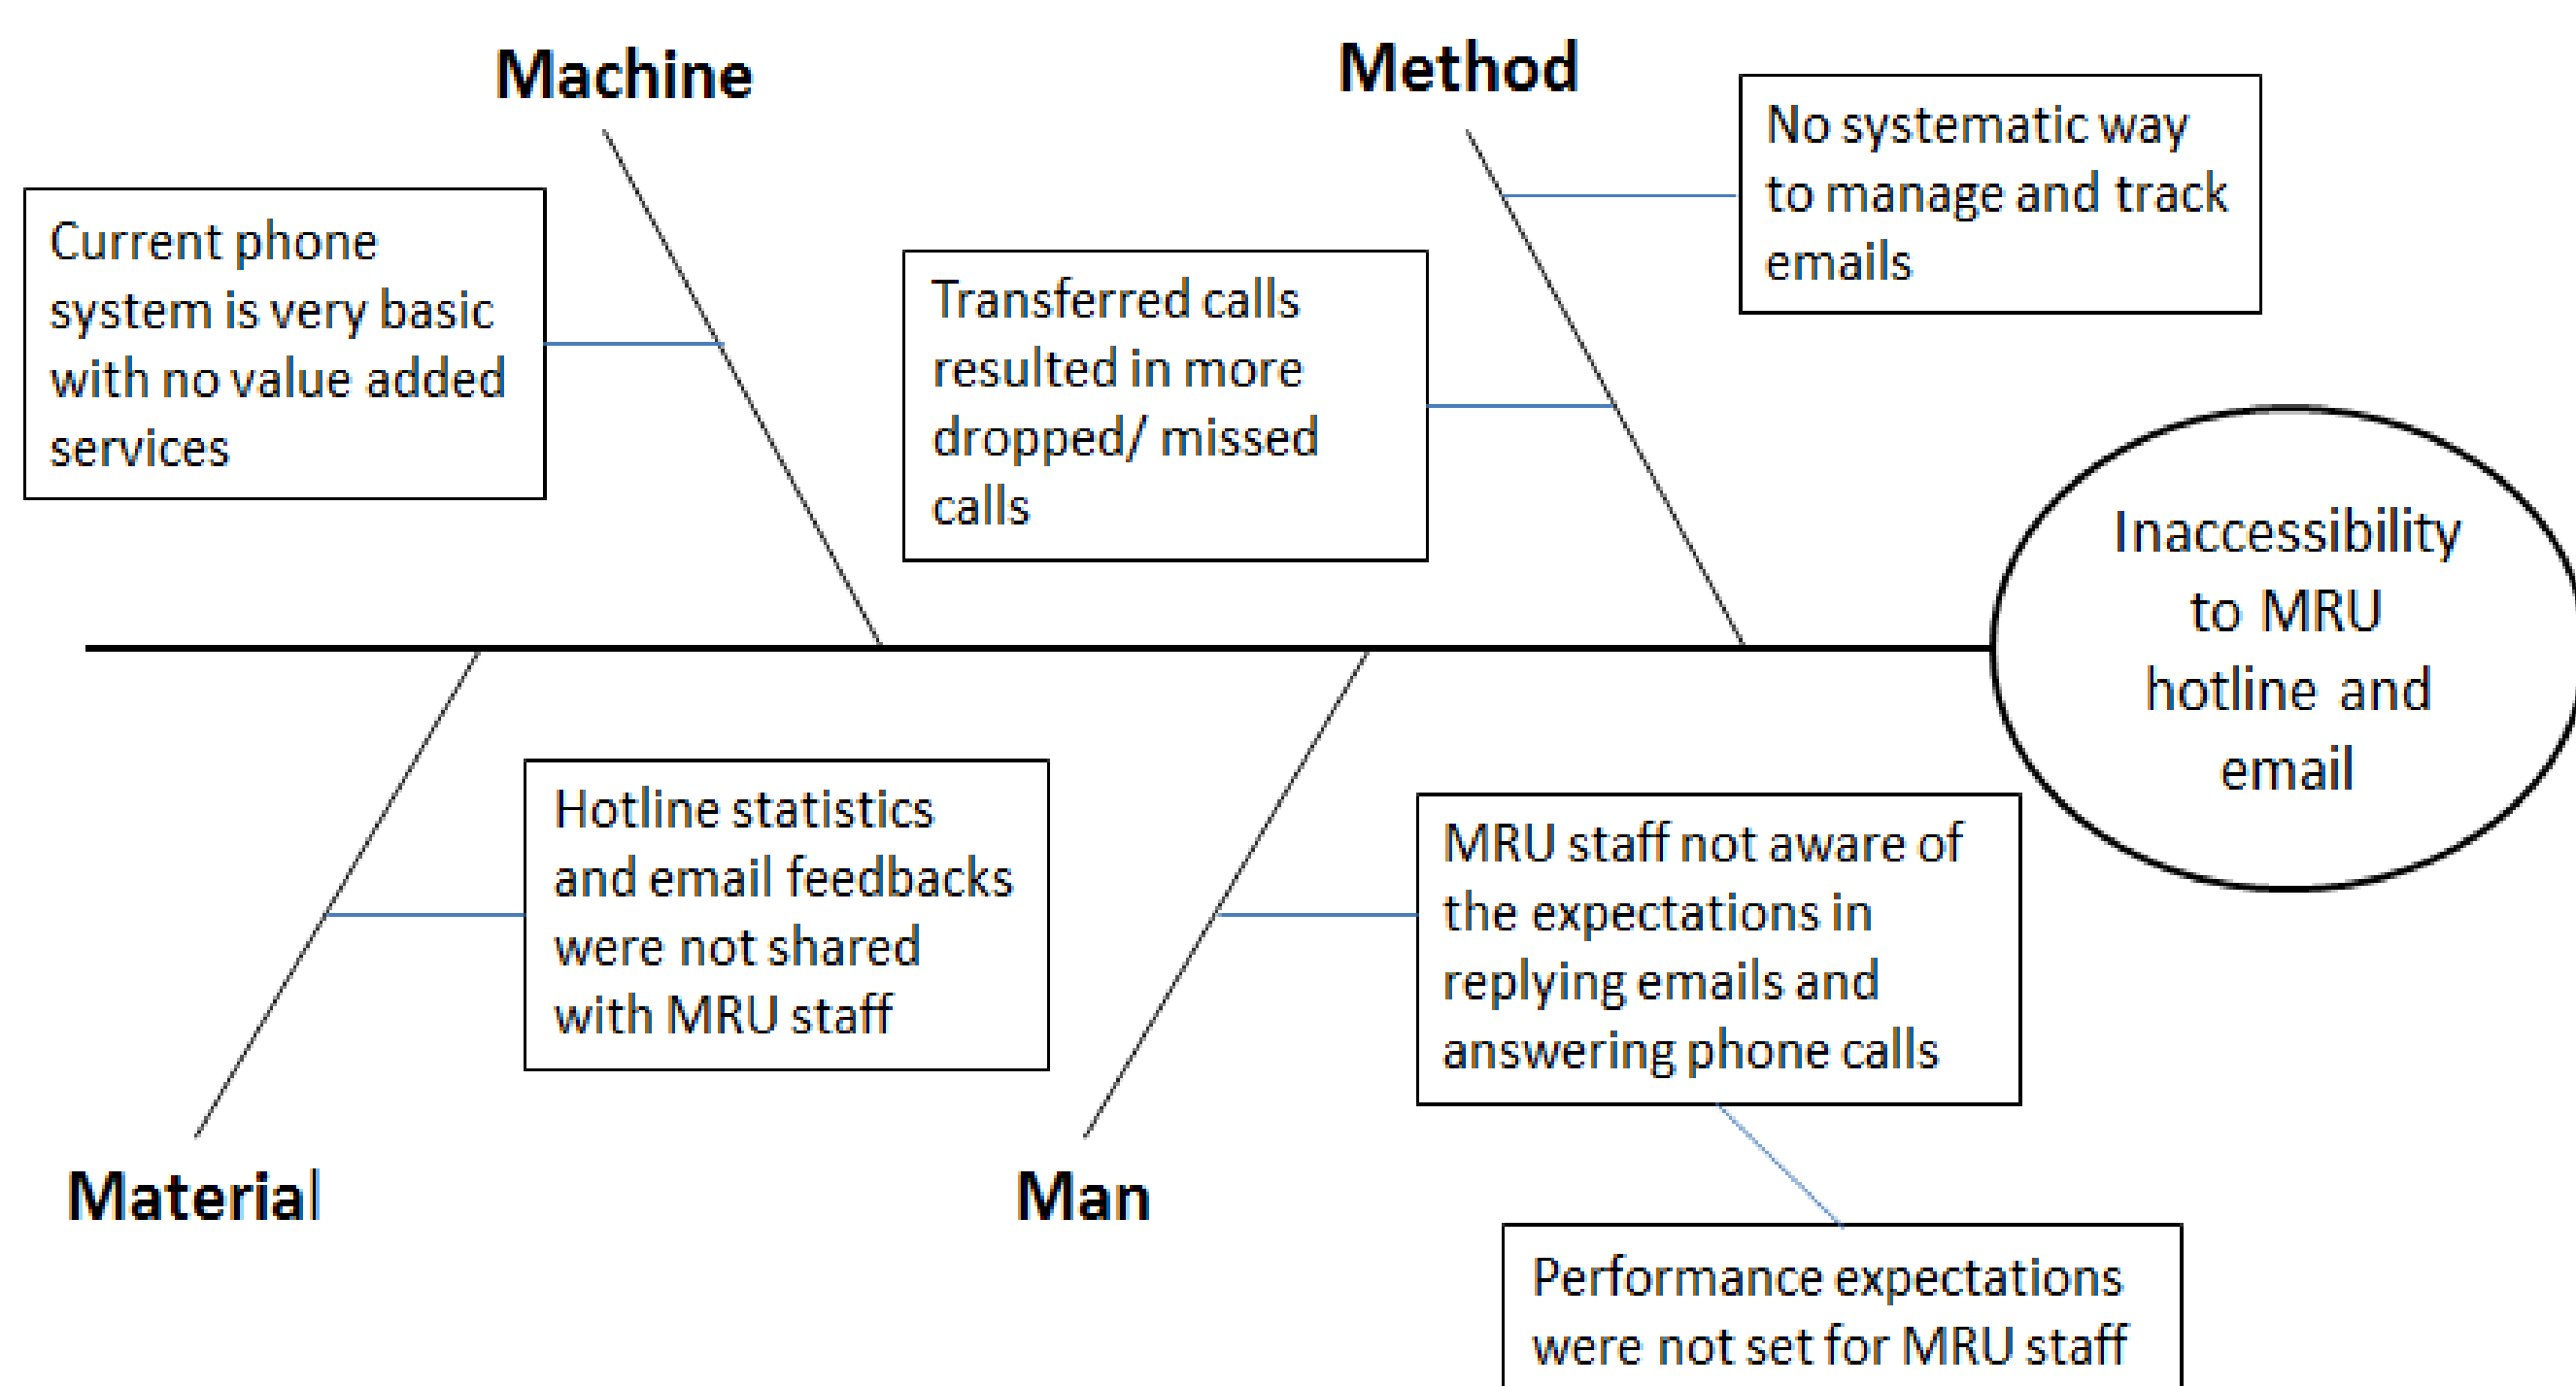 Machine
Method
Current phone
system is very basic
with no value added
services
Transferred calls
resulted in more
dropped/ missed
calls
No systematic way
to manage and track
emails
Inaccessibility
to MRU
hotline and
email
Hotline statistics
and email feedbacks
were not shared
with MRU staff
MRU staff not aware of
the expectations in
replying emails and
answering phone calls
Material
Man
Performance expectations
were not set for MRU staff